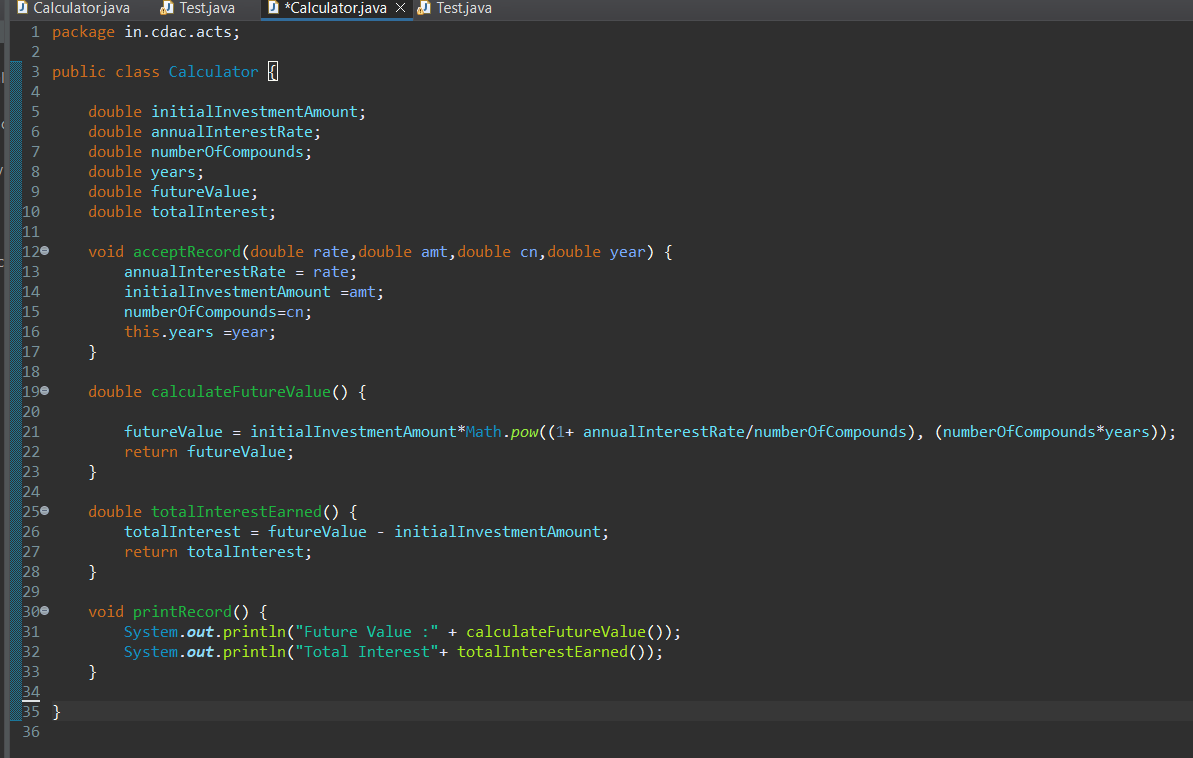 Calculator.java Test.java *Calculator.java Test.java
1 package in.cdac.acts;
2
3 public class Calculator {
4
5 double initialInvestmentAmount;
6 double annualInterestRate;
7 double numberOfCompounds;
8 double years;
9 double futureValue;
10 double totalInterest;
11
12 void acceptRecord(double rate,double amt,double cn,double year) {
13 annualInterestRate = rate;
14 initialInvestmentAmount =amt;
15 numberOfCompounds=cn;
16 this.years =year;
17 }
18
19 double calculateFutureValue() {
20
21 futureValue = initialInvestmentAmount*Math.pow((1+ annualInterestRate/numberOfCompounds), (numberOfCompounds*years));
22 return futureValue;
23 }
24
25 double totalInterestEarned() {
26 totalInterest = futureValue - initialInvestmentAmount;
27 return totalInterest;
28 }
29
30 void printRecord() {
31 System.out.println("Future Value :" + calculateFutureValue());
32 System.out.println("Total Interest"+ totalInterestEarned());
33 }
34
35 }
36